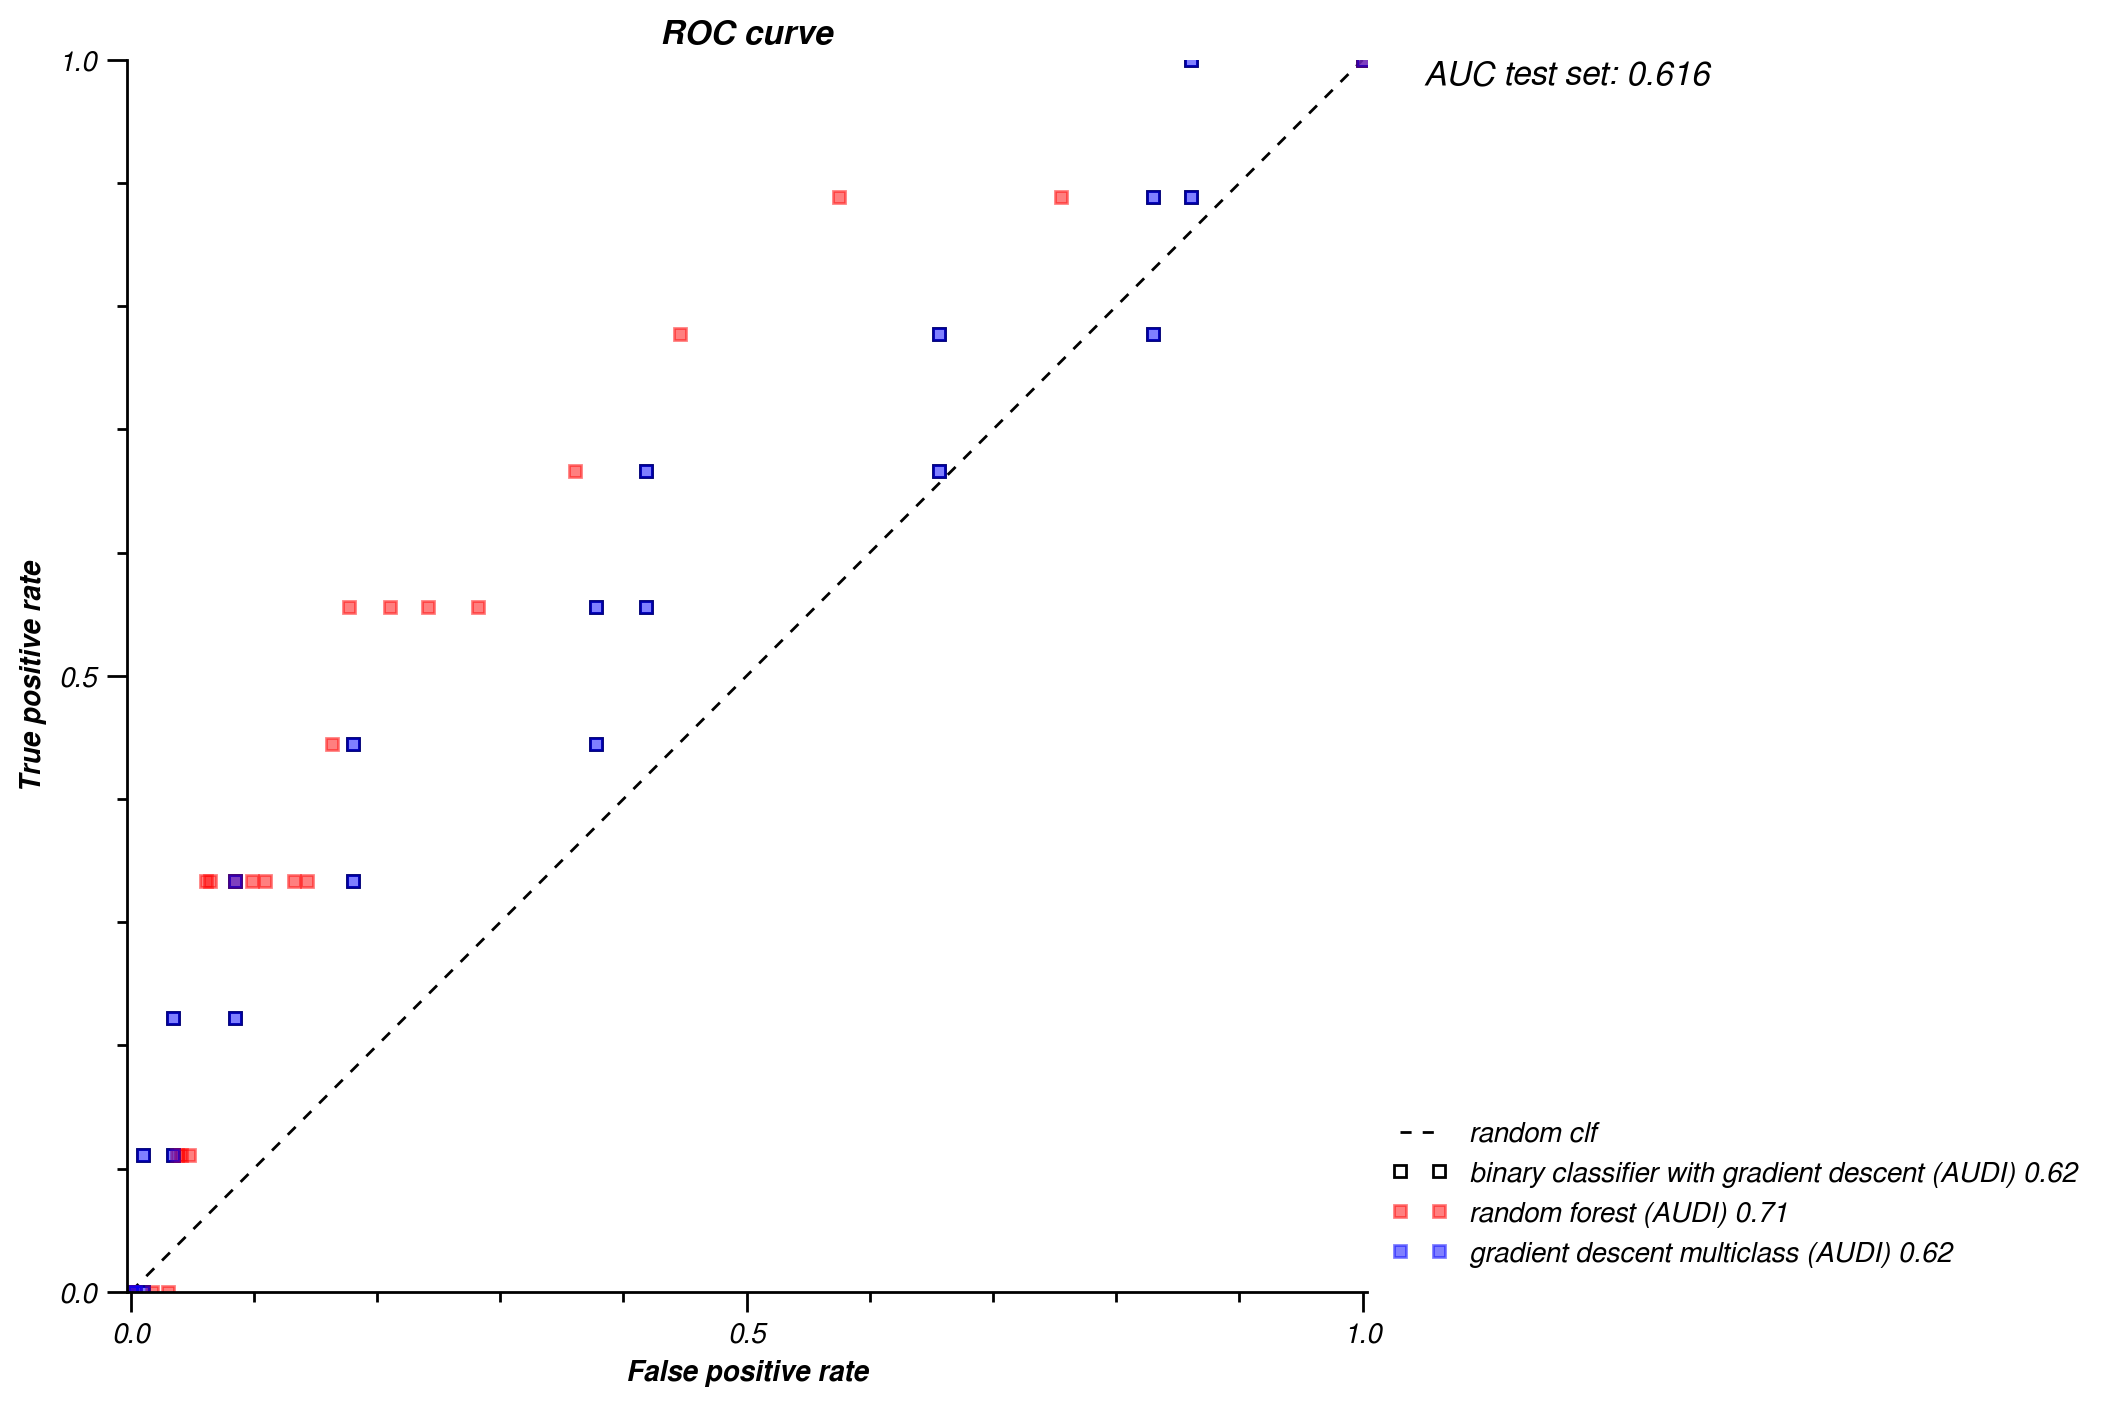 ROC curve
AUC test set: 0.616
1.0
0.5
0.0
True positive rate
0.0
0.5
1.0
False positive rate
random clf
binary classifier with gradient descent (AUDI) 0.62
random forest (AUDI) 0.71
gradient descent multiclass (AUDI) 0.62